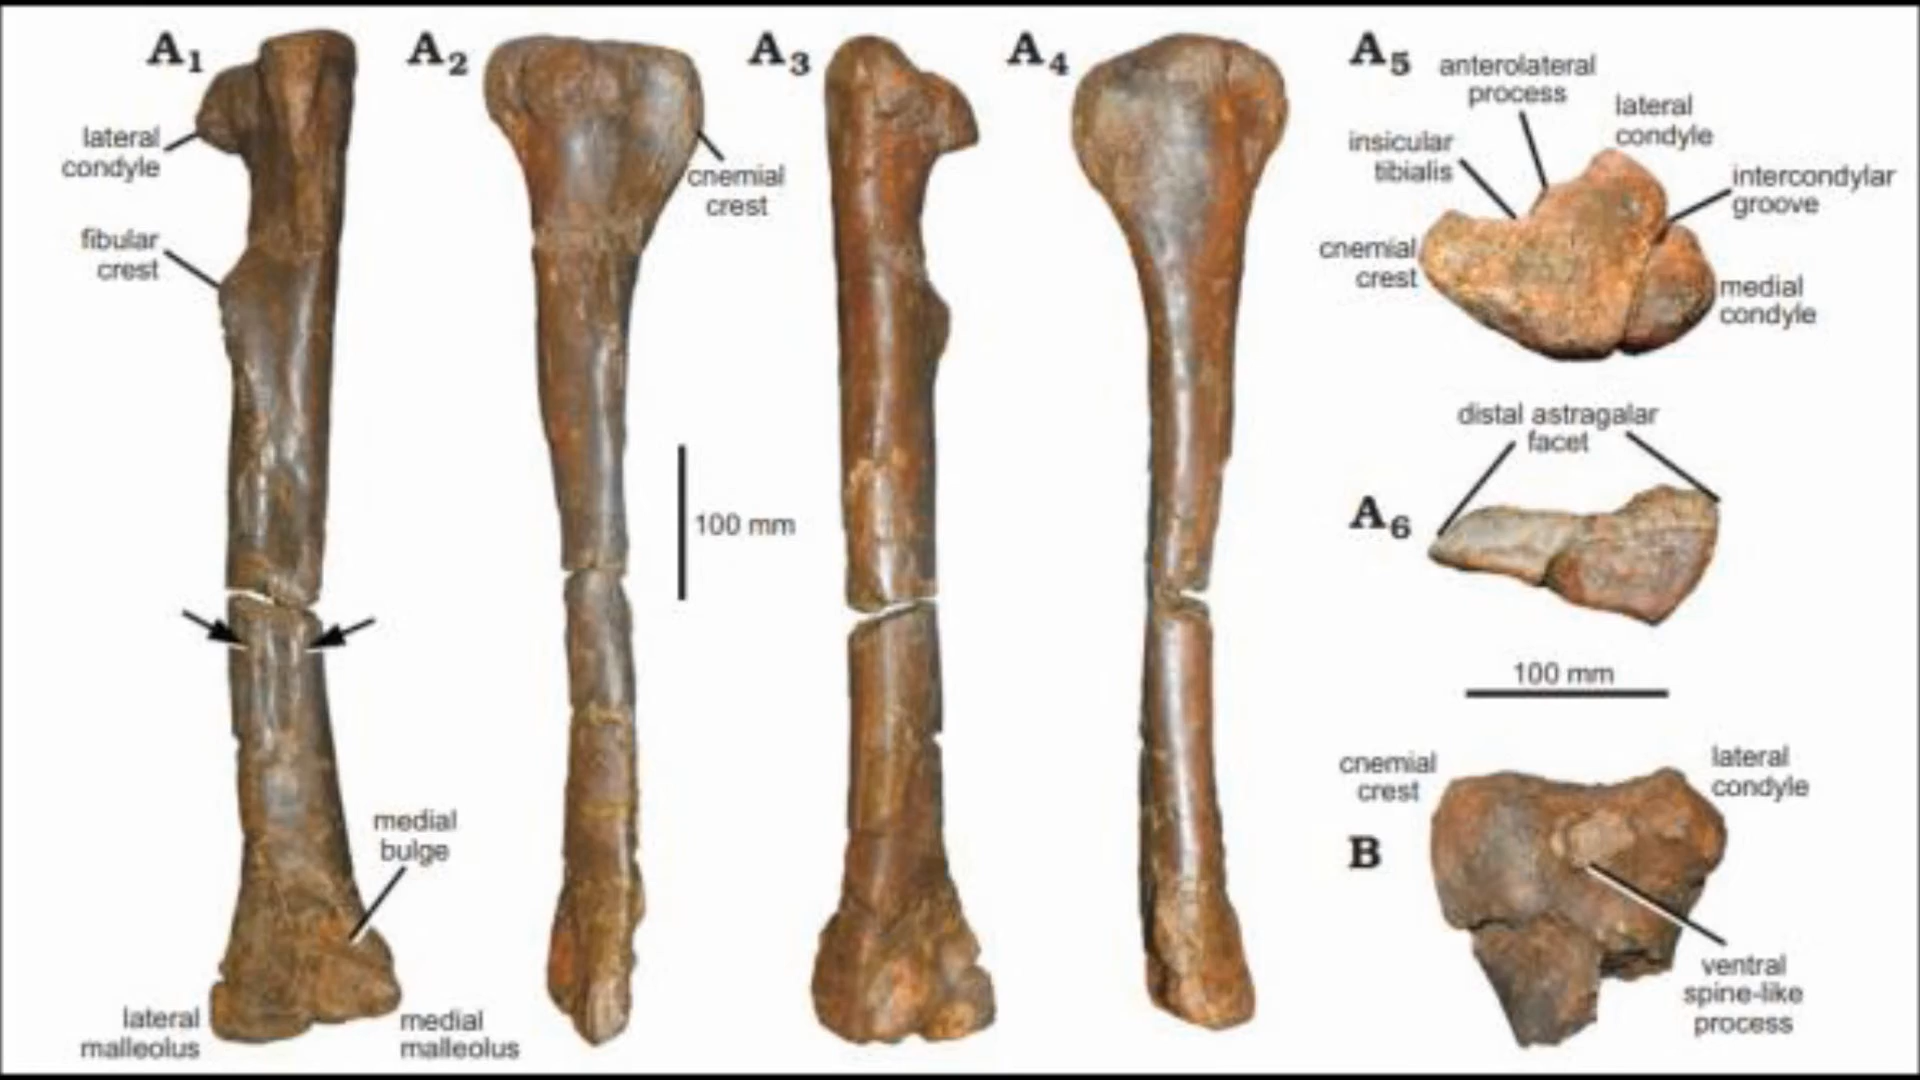 A1
A2
A3
A4
A5
anterolateral
process
lateral
condyle
lateral
condyle
insicular
tibialis
intercondylar
groove
cnemial
crest
fibular
crest
cnemial
crest
medial
condyle
distal astragalar
facet
A6
100 mm
100 mm
cnemial
crest
lateral
condyle
medial
bulge
B
ventral
spine-like
process
lateral
malleolus
medial
malleolus